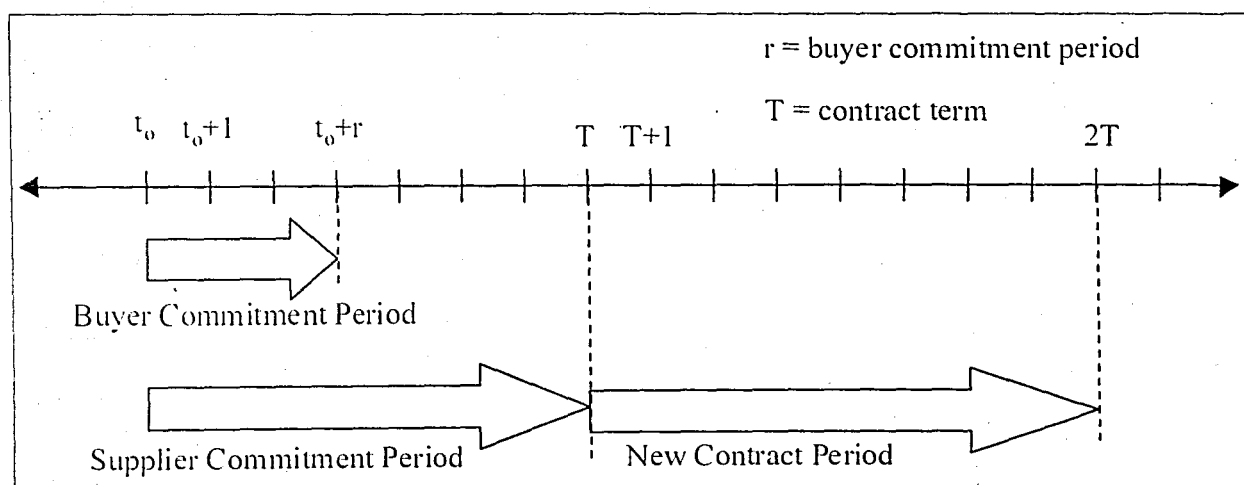 r = buyer commitment period
T = contract term
t₀ t₀+1 t₀+r T T+1 2T
Buyer Commitment Period
Supplier Commitment Period New Contract Period